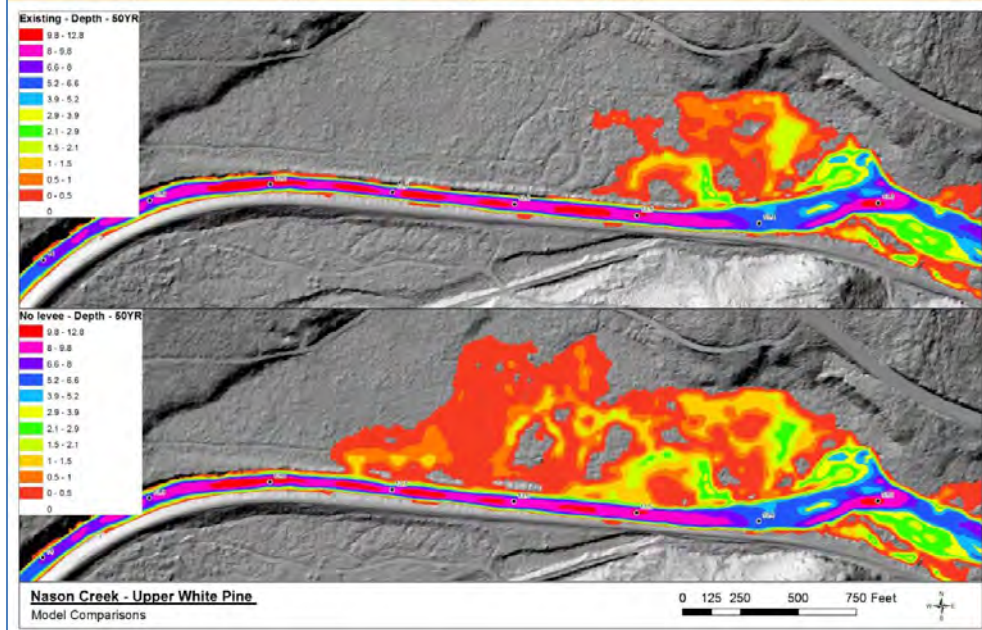 Existing - Depth - 50YR
9.8 - 12.8
8 - 9.8
6.6 - 8
5.2 - 6.6
3.9 - 5.2
2.9 - 3.9
2.1 - 2.9
1.5 - 2.1
1 - 1.5
0.5 - 1
0 - 0.5
0
No levee - Depth - 50YR
9.8 - 12.8
8 - 9.8
6.6 - 8
5.2 - 6.6
3.9 - 5.2
2.9 - 3.9
2.1 - 2.9
1.5 - 2.1
1 - 1.5
0.5 - 1
0 - 0.5
0
Nason Creek - Upper White Pine
Model Comparisons
0 125 250 500 750 Feet
N
W E
S